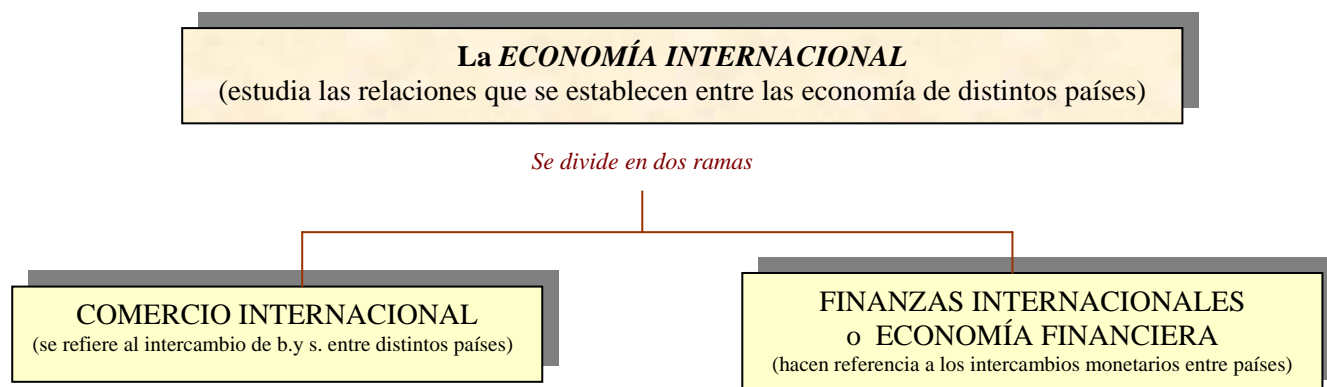 La ECONOMÍA INTERNACIONAL
(estudia las relaciones que se establecen entre las economía de distintos países)
Se divide en dos ramas
COMERCIO INTERNACIONAL
(se refiere al intercambio de b.y s. entre distintos países)
FINANZAS INTERNACIONALES
o ECONOMÍA FINANCIERA
(hacen referencia a los intercambios monetarios entre países)